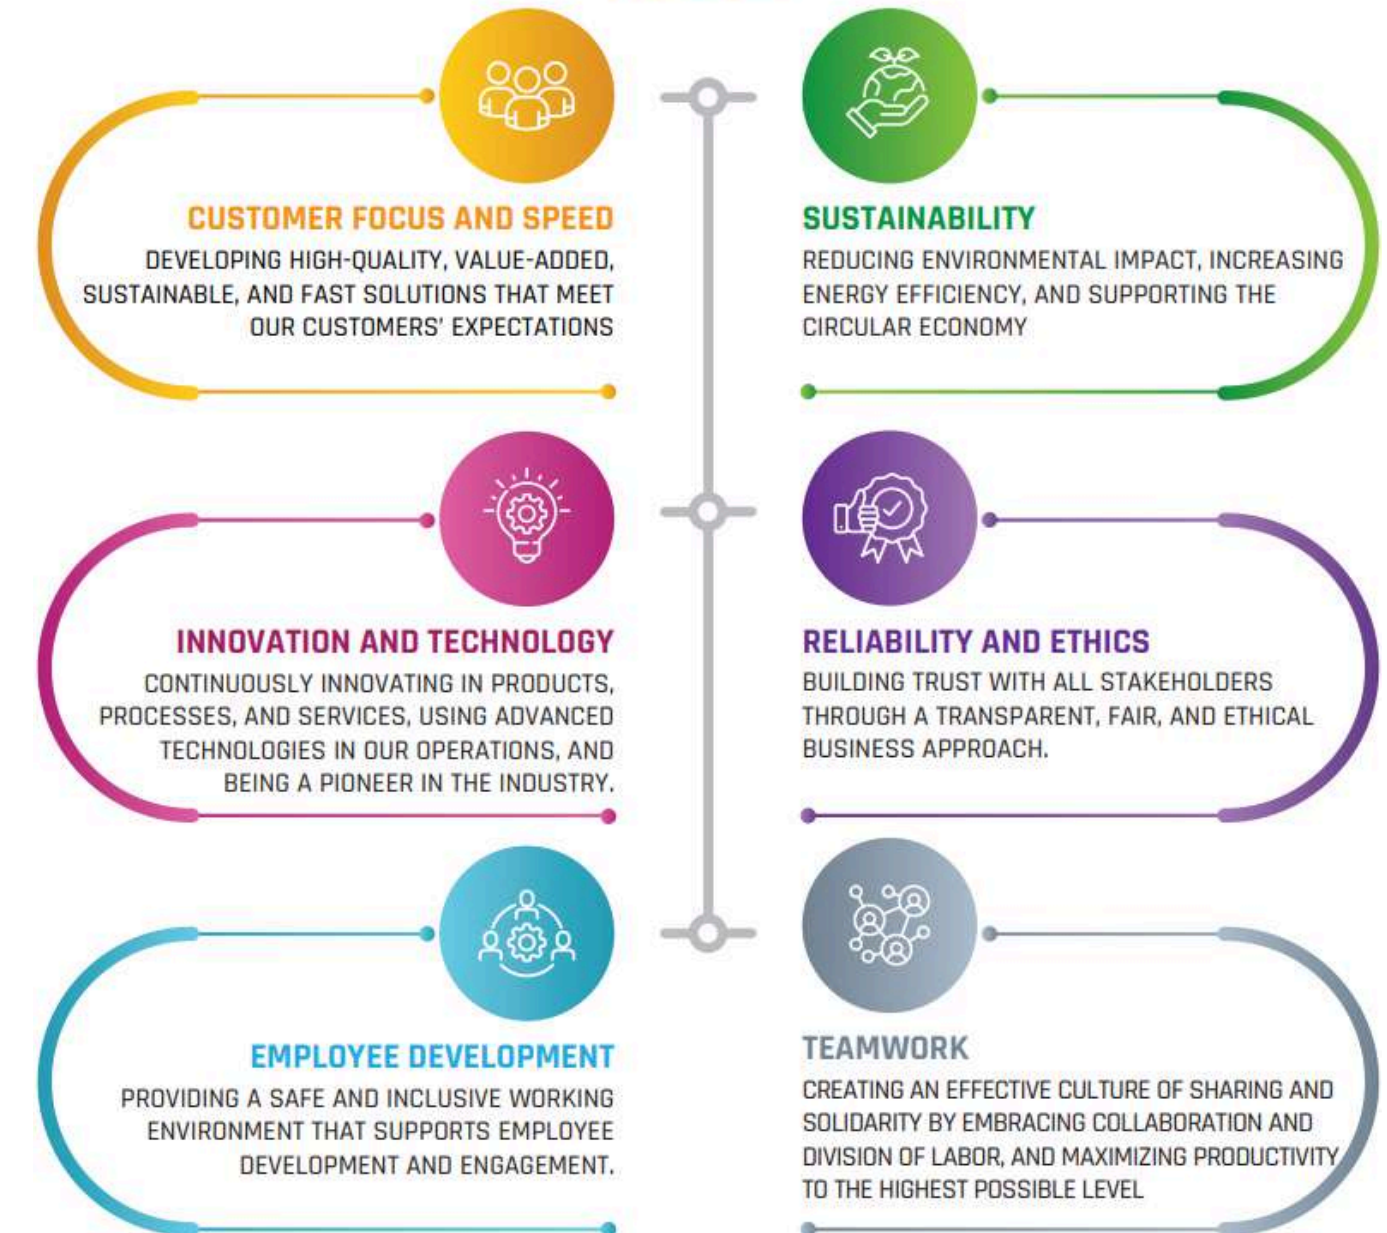 CUSTOMER FOCUS AND SPEED
DEVELOPING HIGH-QUALITY, VALUE-ADDED,
SUSTAINABLE, AND FAST SOLUTIONS THAT MEET
OUR CUSTOMERS’ EXPECTATIONS
SUSTAINABILITY
REDUCING ENVIRONMENTAL IMPACT, INCREASING
ENERGY EFFICIENCY, AND SUPPORTING THE
CIRCULAR ECONOMY
INNOVATION AND TECHNOLOGY
CONTINUOUSLY INNOVATING IN PRODUCTS,
PROCESSES, AND SERVICES, USING ADVANCED
TECHNOLOGIES IN OUR OPERATIONS, AND
BEING A PIONEER IN THE INDUSTRY.
RELIABILITY AND ETHICS
BUILDING TRUST WITH ALL STAKEHOLDERS
THROUGH A TRANSPARENT, FAIR, AND ETHICAL
BUSINESS APPROACH.
EMPLOYEE DEVELOPMENT
PROVIDING A SAFE AND INCLUSIVE WORKING
ENVIRONMENT THAT SUPPORTS EMPLOYEE
DEVELOPMENT AND ENGAGEMENT.
TEAMWORK
CREATING AN EFFECTIVE CULTURE OF SHARING AND
SOLIDARITY BY EMBRACING COLLABORATION AND
DIVISION OF LABOR, AND MAXIMIZING PRODUCTIVITY
TO THE HIGHEST POSSIBLE LEVEL